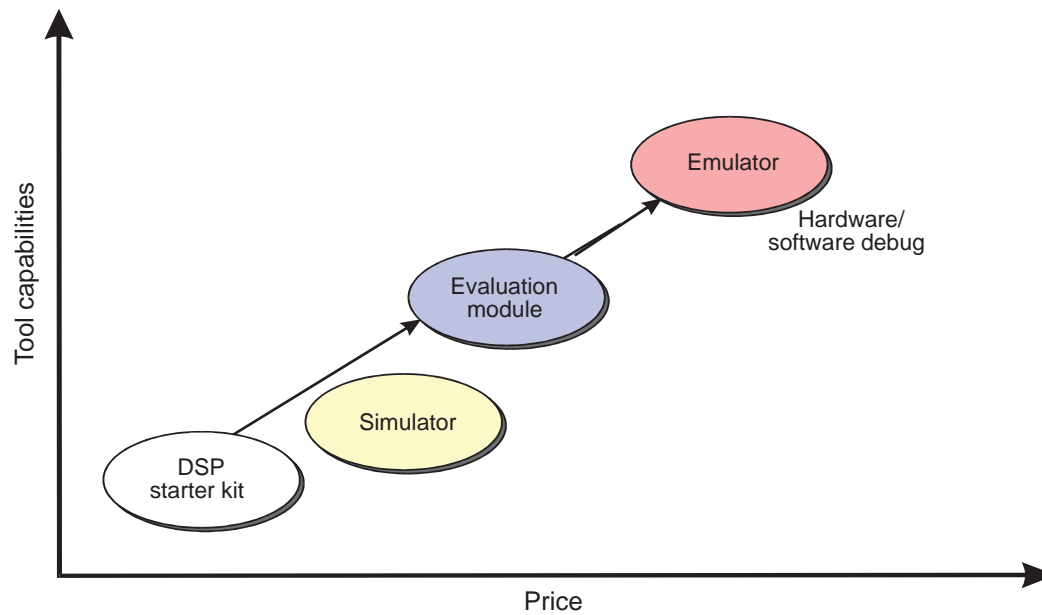 Tool capabilities
Emulator
Hardware/
software debug
Evaluation
module
Simulator
DSP
starter kit
Price